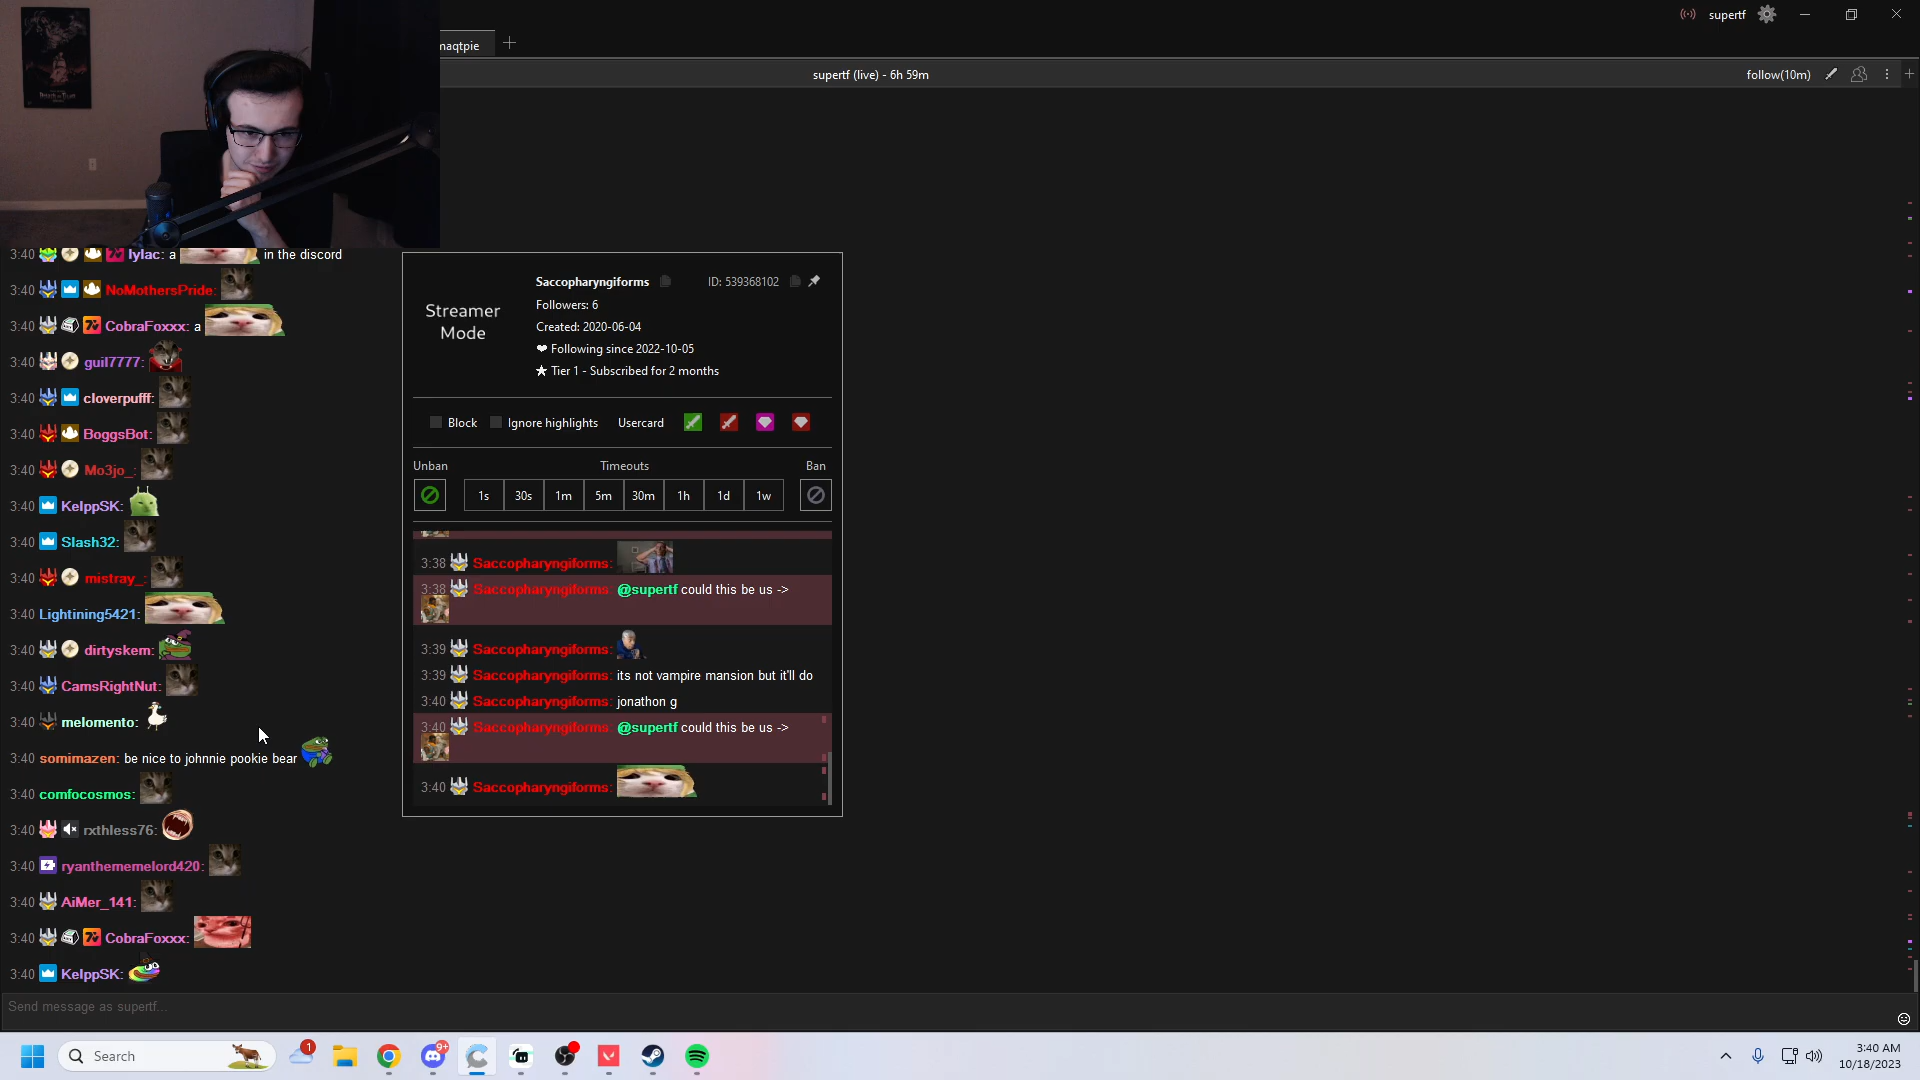 supertf
naqtpie
supertf (live) - 6h 59m
follow(10m)
3:40 lylac: a in the discord
3:40 NoMothersPride:
3:40 CobraFoxxx: a
3:40 guil7777:
3:40 cloverpufff:
3:40 BoggsBot:
3:40 Mo3jo_:
3:40 KelppSK:
3:40 Slash32:
3:40 mistray_:
3:40 Lightining5421:
3:40 dirtyskem:
3:40 CamsRightNut:
3:40 melomento:
3:40 somimazen: be nice to johnnie pookie bear
3:40 comfocosmos:
3:40 rxthless76:
3:40 ryanthememelord420:
3:40 AiMer_141:
3:40 CobraFoxxx:
3:40 KelppSK:
Send message as supertf...
Streamer
Mode
Saccopharyngiforms ID: 539368102
Followers: 6
Created: 2020-06-04
Following since 2022-10-05
Tier 1 - Subscribed for 2 months
Block Ignore highlights Usercard
Unban Timeouts Ban
1s 30s 1m 5m 30m 1h 1d 1w
3:38 Saccopharyngiforms:
3:38 Saccopharyngiforms: @supertf could this be us ->
3:39 Saccopharyngiforms:
3:39 Saccopharyngiforms: its not vampire mansion but it'll do
3:40 Saccopharyngiforms: jonathon g
3:40 Saccopharyngiforms: @supertf could this be us ->
3:40 Saccopharyngiforms:
Search
1
9+
3:40 AM
10/18/2023